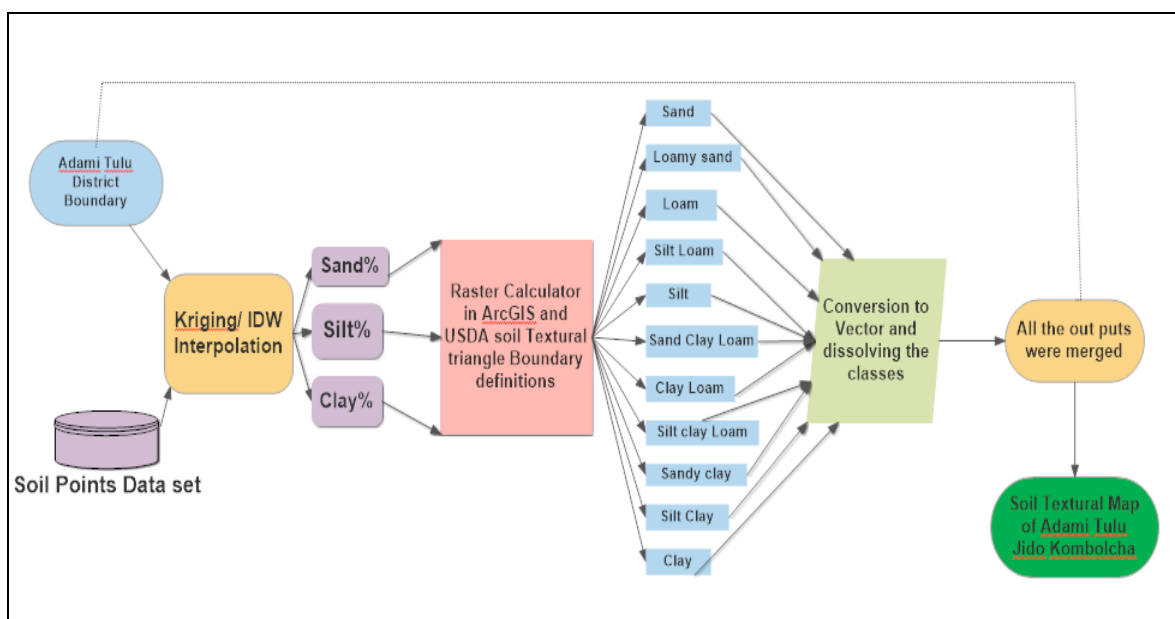 Adami Tulu
District
Boundary
Soil Points Data set
Kriging/ IDW
Interpolation
Sand%
Silt%
Clay%
Raster Calculator
in ArcGIS and
USDA soil Textural
triangle Boundary
definitions
Sand
Loamy sand
Loam
Silt Loam
Silt
Sand Clay Loam
Clay Loam
Silt clay Loam
Sandy clay
Silt Clay
Clay
Conversion to
Vector and
dissolving the
classes
All the out puts
were merged
Soil Textural Map
of Adami Tulu
Jido Kombolcha